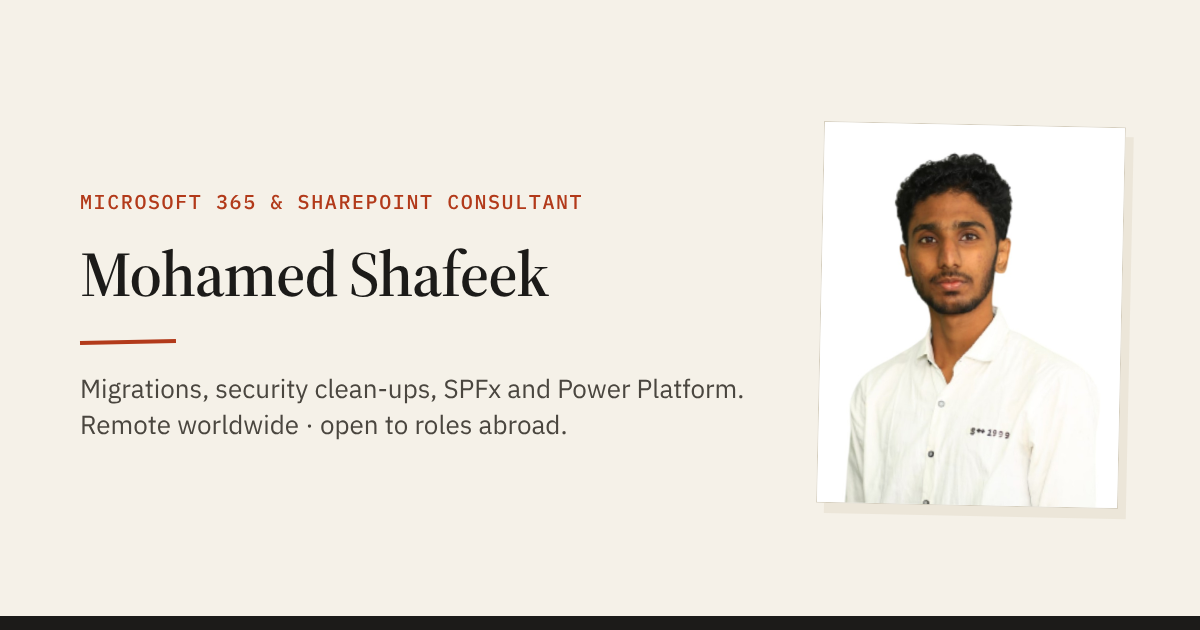 MICROSOFT 365 & SHAREPOINT CONSULTANT
Mohamed Shafeek
Migrations, security clean-ups, SPFx and Power Platform.
Remote worldwide · open to roles abroad.